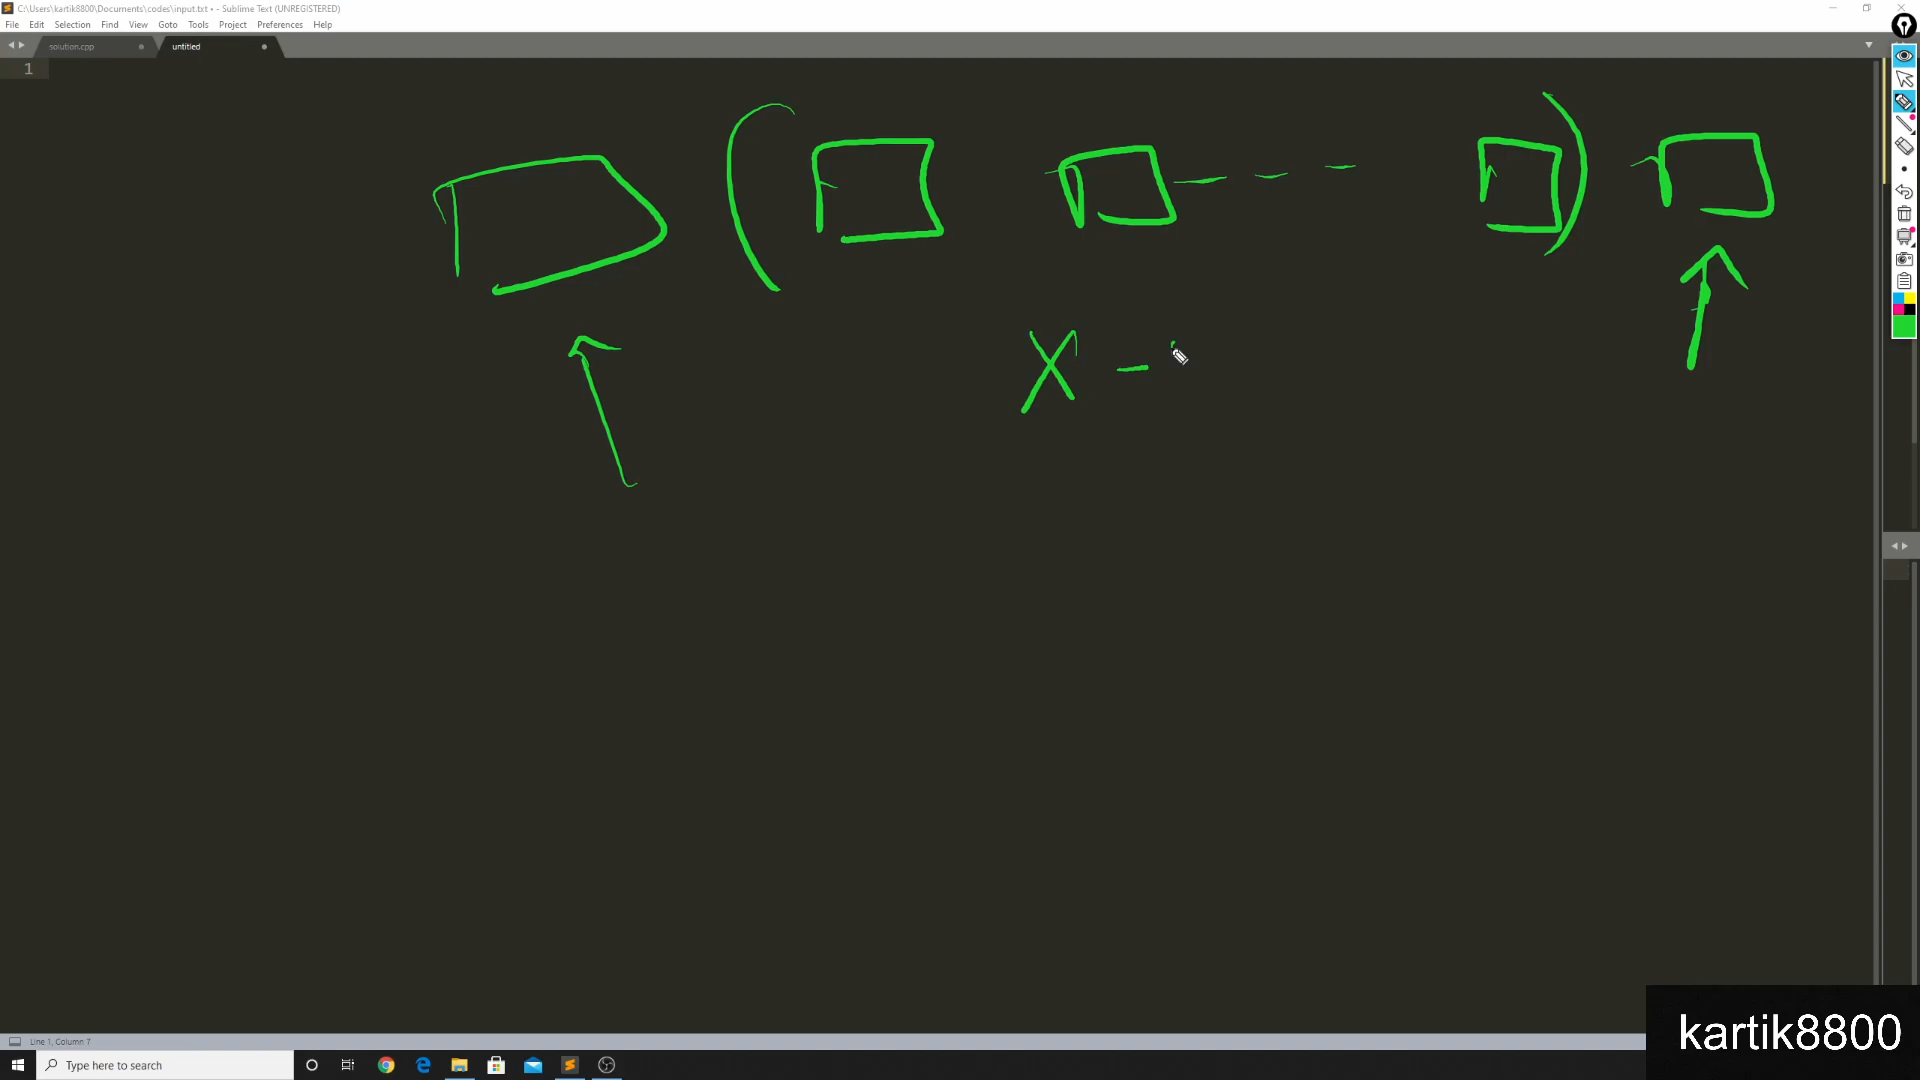 C:\Users\kartik8800\Documents\codes\input.txt • - Sublime Text (UNREGISTERED)
File Edit Selection Find View Goto Tools Project Preferences Help
solution.cpp untitled
1
X -
Line 1, Column 7
Type here to search
kartik8800